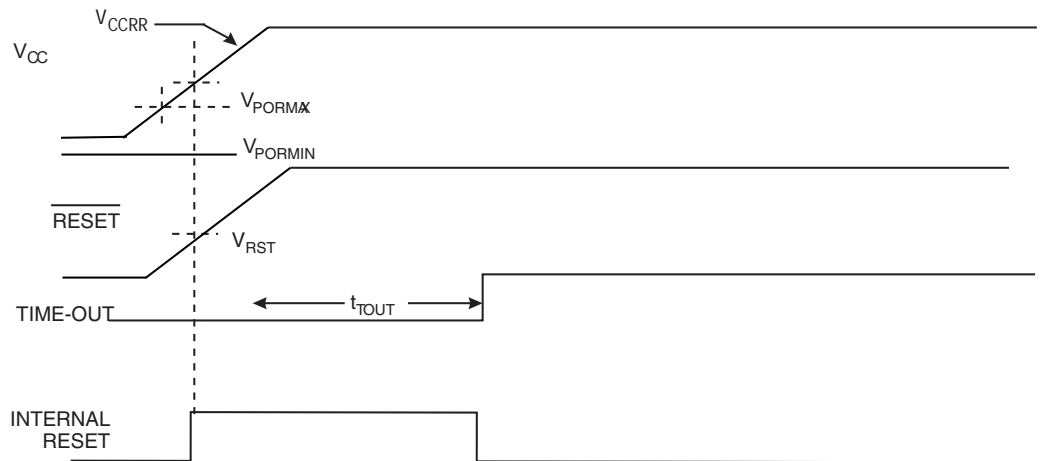 VCCRR
VCC
VPORMAX
VPORMIN
RESET
VRST
tTOUT
TIME-OUT
INTERNAL
RESET